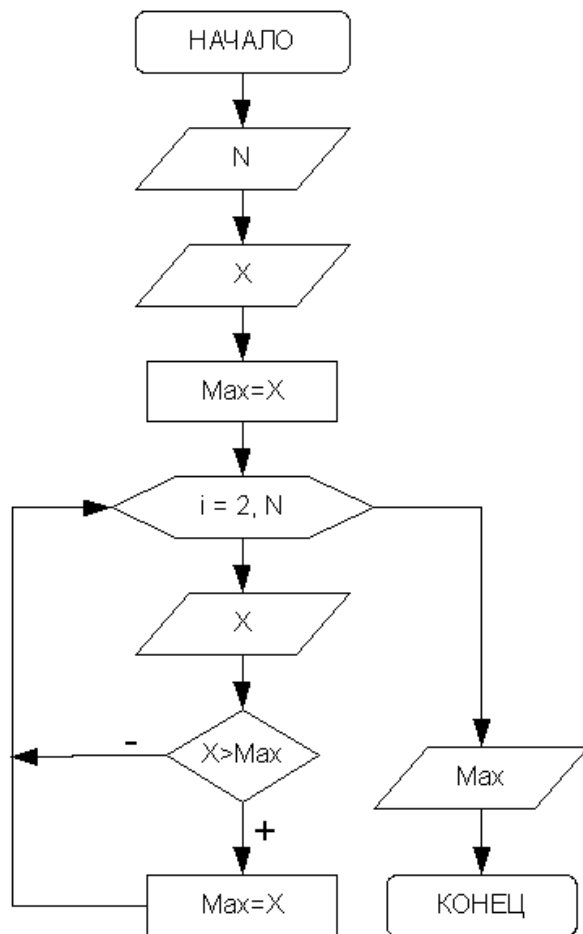 НАЧАЛО
N
X
Max=X
i = 2, N
X
-
X>Max
+
Max
Max=X
КОНЕЦ